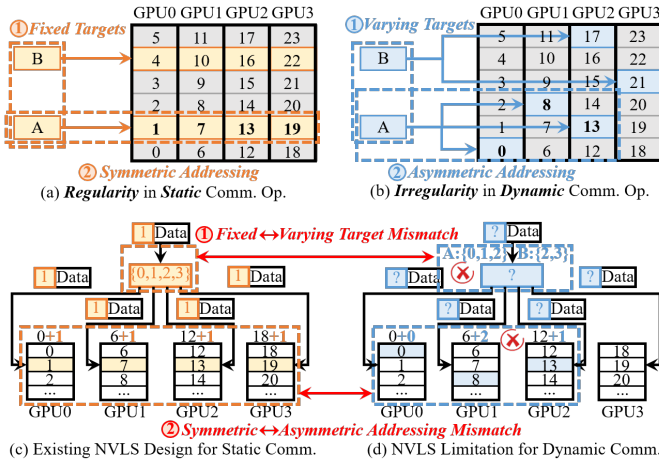 GPU0 GPU1 GPU2 GPU3
① Fixed Targets
B
A
5 11 17 23
4 10 16 22
3 9 15 21
2 8 14 20
1 7 13 19
0 6 12 18
② Symmetric Addressing
(a) Regularity in Static Comm. Op.
GPU0 GPU1 GPU2 GPU3
① Varying Targets
B
A
5 11 17 23
4 10 16 22
3 9 15 21
2 8 14 20
1 7 13 19
0 6 12 18
② Asymmetric Addressing
(b) Irregularity in Dynamic Comm. Op.
1 Data
① Fixed↔Varying Target Mismatch
{0,1,2,3}
1 Data
1 Data
1 Data
1 Data
0+1 6+1 12+1 18+1
0 6 12 18
1 7 13 19
2 8 14 20
... ... ... ...
GPU0 GPU1 GPU2 GPU3
② Symmetric↔Asymmetric Addressing Mismatch
(c) Existing NVLS Design for Static Comm.
? Data
A:{0,1,2} B:{2,3}
?
? Data
? Data
? Data
? Data
0+0 6+2 12+1
0 6 12 18
1 7 13 19
2 8 14 20
... ... ... ...
GPU0 GPU1 GPU2 GPU3
(d) NVLS Limitation for Dynamic Comm.